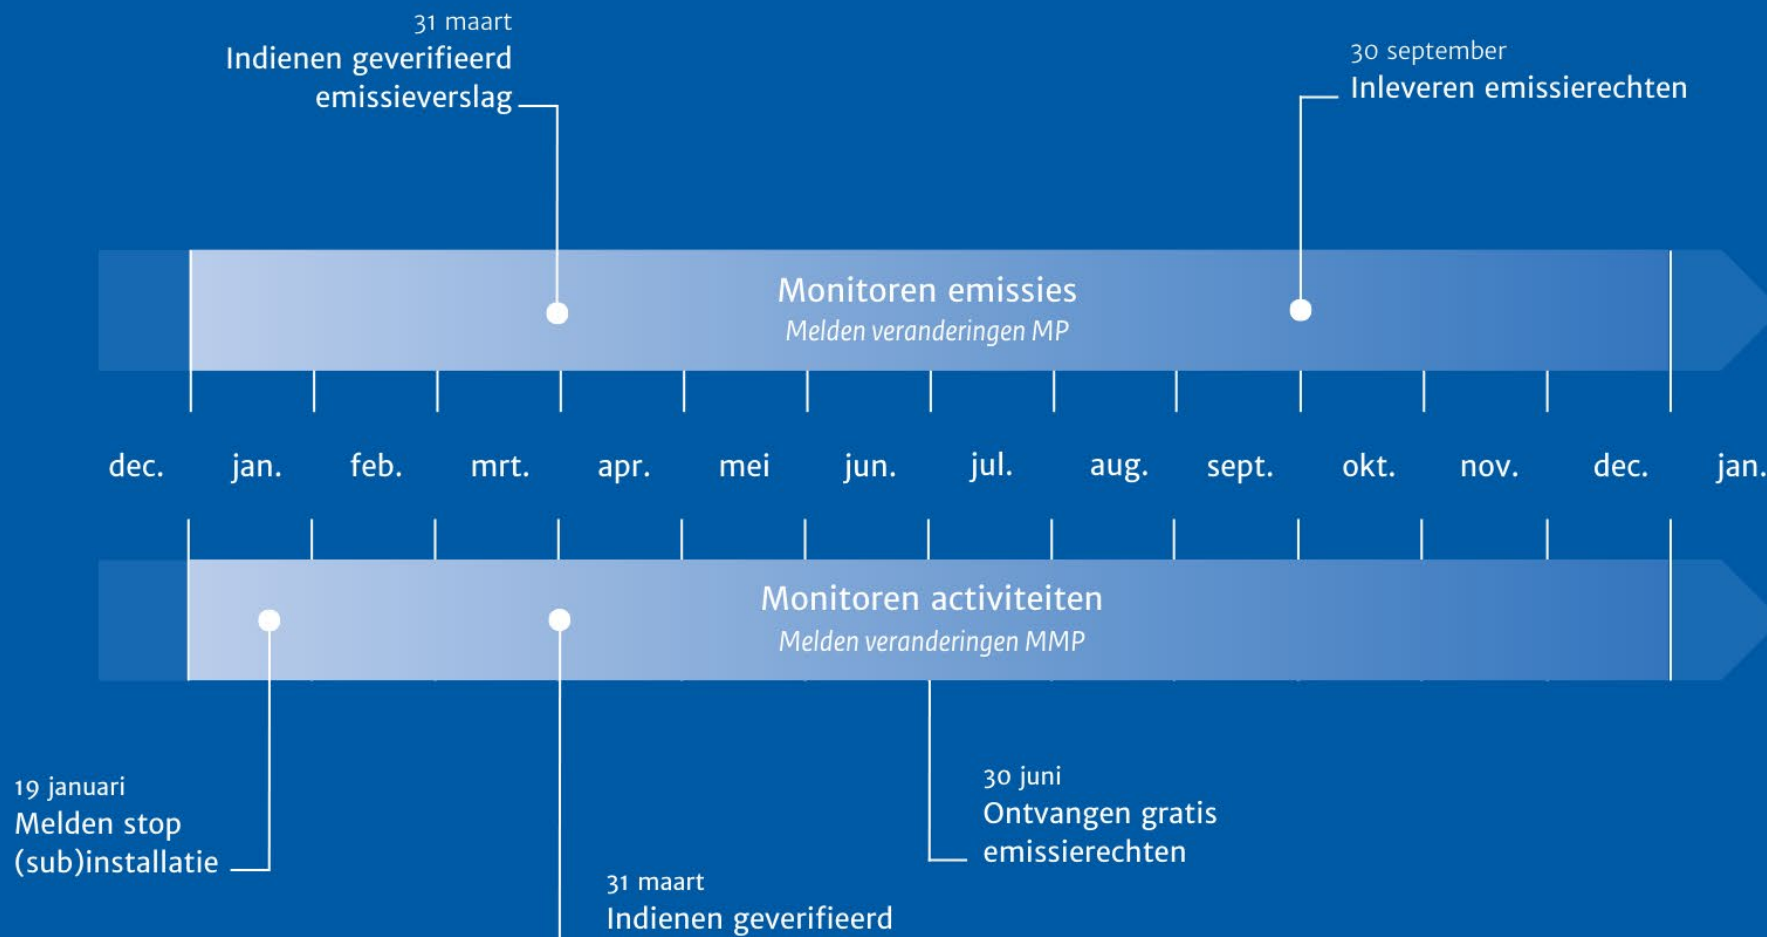 31 maart
Indienen geverifieerd
emissieverslag
30 september
Inleveren emissierechten
Monitoren emissies
Melden veranderingen MP
dec. jan. feb. mrt. apr. mei jun. jul. aug. sept. okt. nov. dec. jan.
Monitoren activiteiten
Melden veranderingen MMP
19 januari
Melden stop
(sub)installatie
30 juni
Ontvangen gratis
emissierechten
31 maart
Indienen geverifieerd